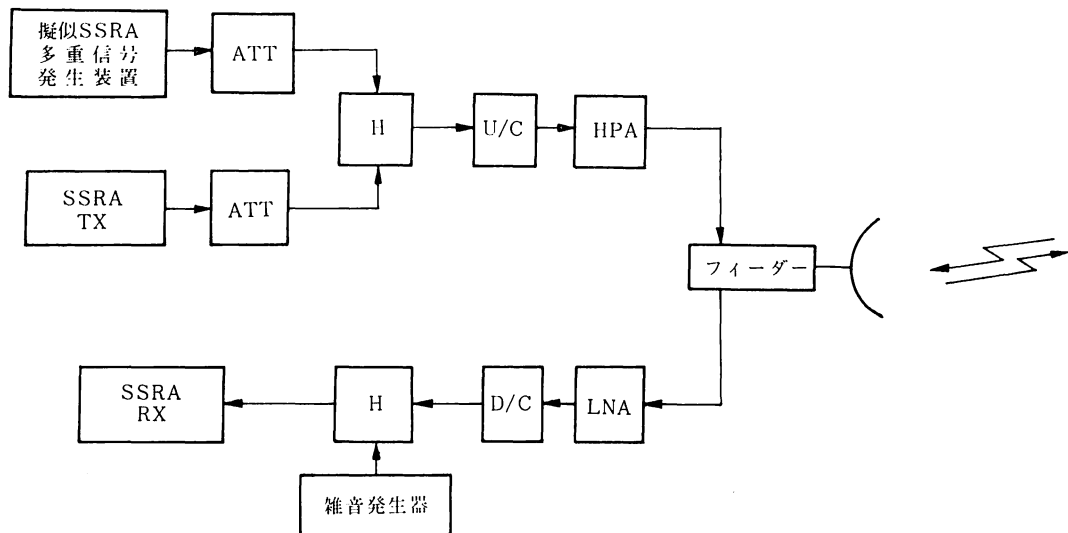 擬似SSRA
多重信号
発生装置
ATT
H
U/C
HPA
SSRA
TX
ATT
フィーダー
SSRA
RX
H
D/C
LNA
雑音発生器